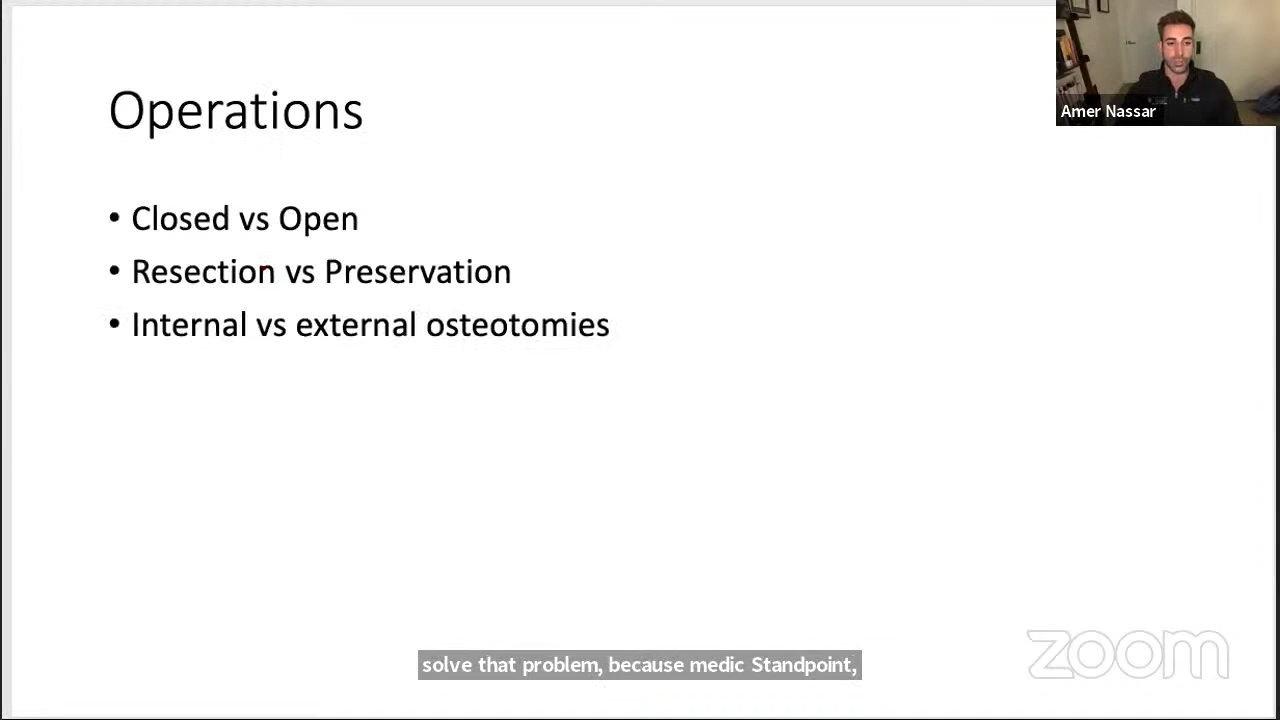 Operations
• Closed vs Open
• Resection vs Preservation
• Internal vs external osteotomies
Amer Nassar
solve that problem, because medic Standpoint,
zoom